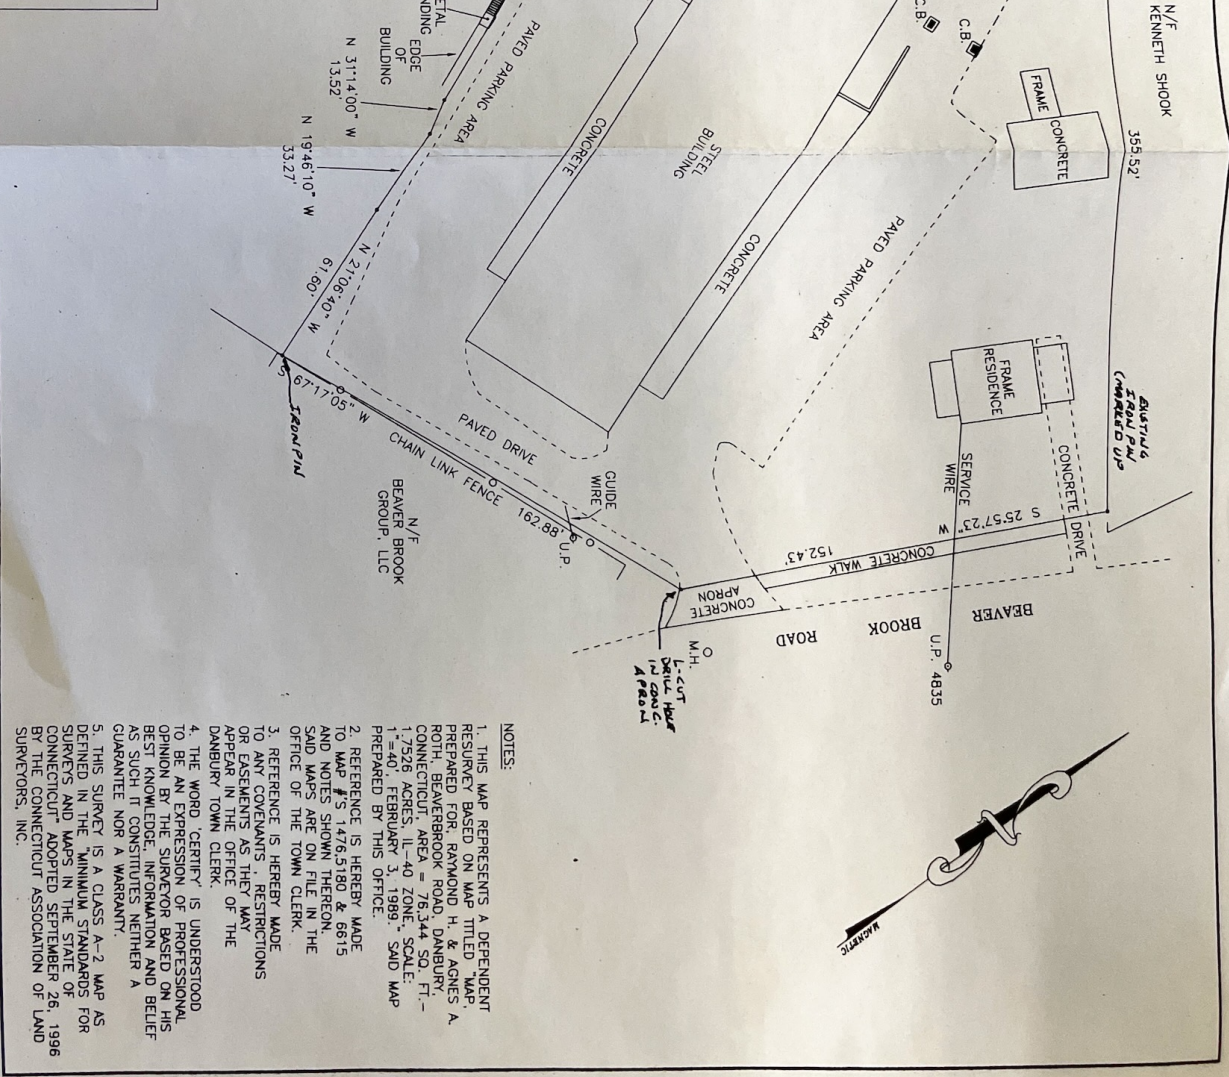 N/F
KENNETH SHOOK
355.52'
C.B.
C.B.
FRAME
CONCRETE
CONCRETE
EDGE
OF
BUILDING
PAVED PARKING AREA
N 31°14'00" W
13.52'
N 19°46'10" W
33.27'
N 21°06'40" W
61.60'
CONCRETE
STEEL
BUILDING
CONCRETE
PAVED PARKING AREA
FRAME
RESIDENCE
EXISTING
IRON PIN
(MARKED UP
CONCRETE DRIVE
SERVICE
WIRE
S 25°57'23" W
152.43'
CONCRETE WALK
CONCRETE
APRON
BEAVER BROOK ROAD
U.P. 4835
M.H.
L-CUT
DRILL HOLE
IN CONC.
APRON
S 67°17'05" W
162.88'
IRON PIN
PAVED DRIVE
CHAIN LINK FENCE
GUIDE
WIRE
U.P.
N/F
BEAVER BROOK
GROUP, LLC
MAGNETIC
NOTES:
1. THIS MAP REPRESENTS A DEPENDENT
RESURVEY BASED ON MAP TITLED "MAP,
PREPARED FOR, RAYMOND H. & AGNES A.
ROTH, BEAVERBROOK ROAD, DANBURY,
CONNECTICUT, AREA = 76,344 SQ. FT.-
1.7526 ACRES, IL-40 ZONE, SCALE:
1"=40', FEBRUARY 3, 1989." SAID MAP
PREPARED BY THIS OFFICE.
2. REFERENCE IS HEREBY MADE
TO MAP #'S 1476,5180 & 6615
AND NOTES SHOWN THEREON.
SAID MAPS ARE ON FILE IN THE
OFFICE OF THE TOWN CLERK.
3. REFERENCE IS HEREBY MADE
TO ANY COVENANTS , RESTRICTIONS
OR EASEMENTS AS THEY MAY
APPEAR IN THE OFFICE OF THE
DANBURY TOWN CLERK.
4. THE WORD 'CERTIFY' IS UNDERSTOOD
TO BE AN EXPRESSION OF PROFESSIONAL
OPINION BY THE SURVEYOR BASED ON HIS
BEST KNOWLEDGE, INFORMATION AND BELIEF
AS SUCH IT CONSTITUTES NEITHER A
GUARANTEE NOR A WARRANTY.
5. THIS SURVEY IS A CLASS A-2 MAP AS
DEFINED IN THE "MINIMUM STANDARDS FOR
SURVEYS AND MAPS IN THE STATE OF
CONNECTICUT" ADOPTED SEPTEMBER 26, 1996
BY THE CONNECTICUT ASSOCIATION OF LAND
SURVEYORS, INC.